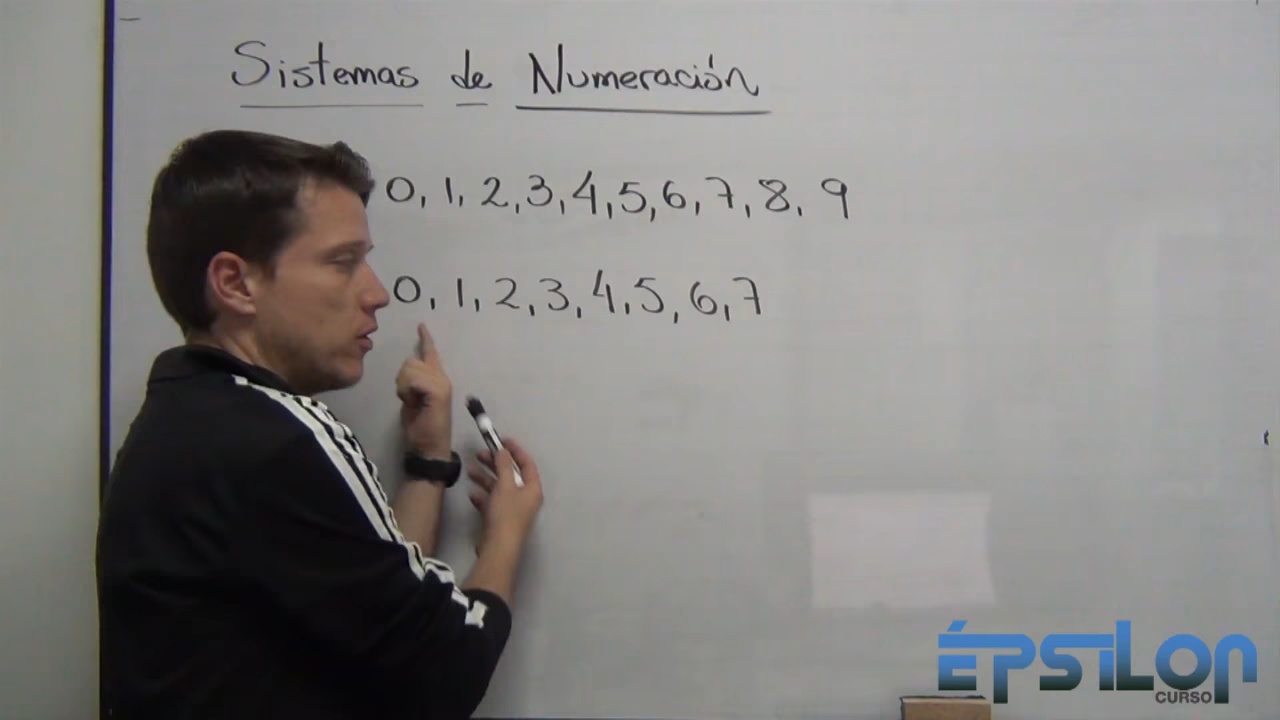 Sistemas de Numeración
0, 1, 2, 3, 4, 5, 6, 7, 8, 9
0, 1, 2, 3, 4, 5, 6, 7
ÉPSILON
CURSO